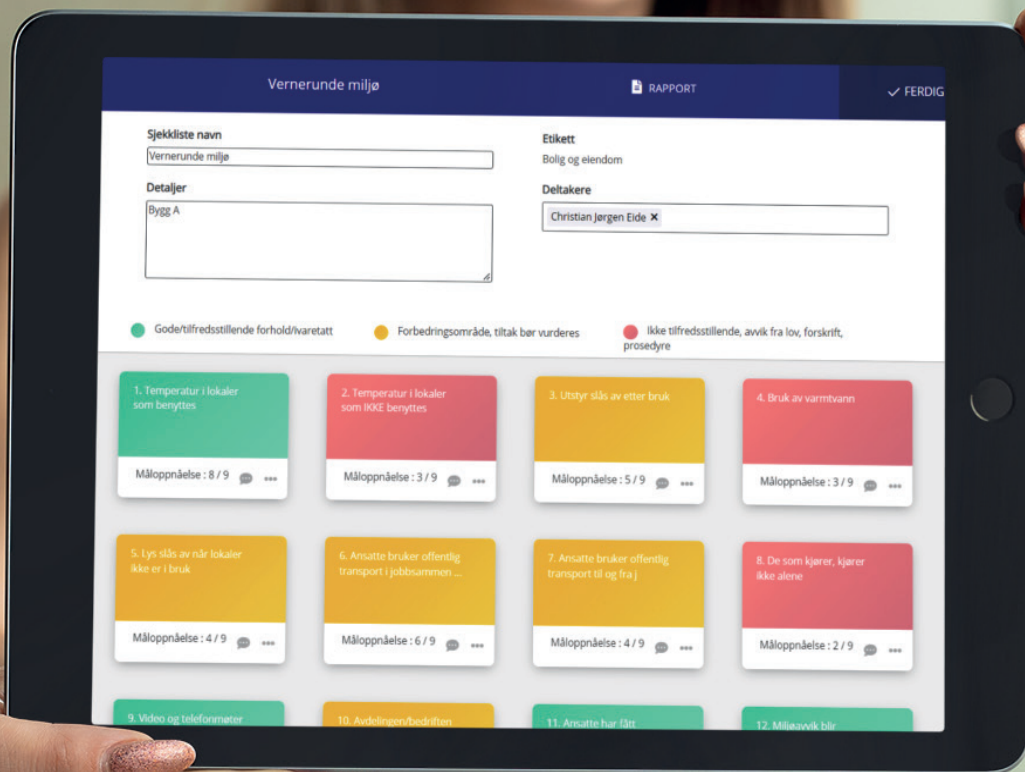 Vernerunde miljø
RAPPORT
FERDIG
Sjekkliste navn
Vernerunde miljø
Etikett
Bolig og eiendom
Detaljer
Bygg A
Deltakere
Christian Jørgen Eide ×
Gode/tilfredsstillende forhold/ivaretatt
Forbedringsområde, tiltak bør vurderes
Ikke tilfredsstillende, avvik fra lov, forskrift,
prosedyre
1. Temperatur i lokaler
som benyttes
Måloppnåelse : 8 / 9
2. Temperatur i lokaler
som IKKE benyttes
Måloppnåelse : 3 / 9
3. Utstyr slås av etter bruk
Måloppnåelse : 5 / 9
4. Bruk av varmtvann
Måloppnåelse : 3 / 9
5. Lys slås av når lokaler
ikke er i bruk
Måloppnåelse : 4 / 9
6. Ansatte bruker offentlig
transport i jobbsammen ...
Måloppnåelse : 6 / 9
7. Ansatte bruker offentlig
transport til og fra j
Måloppnåelse : 4 / 9
8. De som kjører, kjører
ikke alene
Måloppnåelse : 2 / 9
9. Video og telefonmøter
10. Avdelingen/bedriften
11. Ansatte har fått
12. Miljøavvik blir